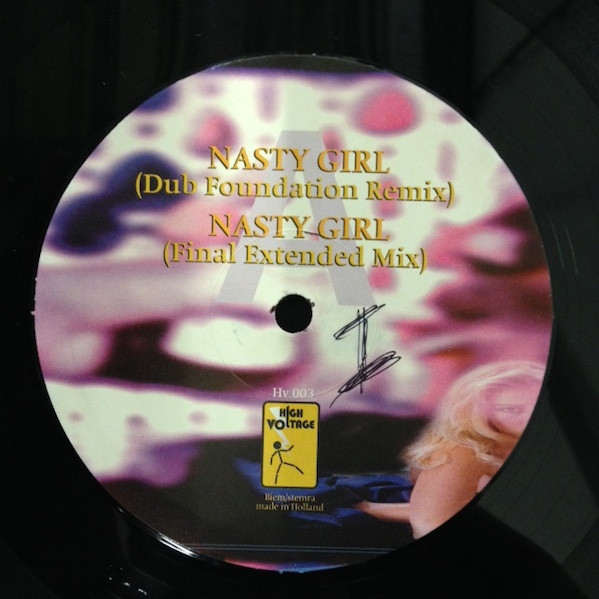 A
NASTY GIRL
(Dub Foundation Remix)
NASTY GIRL
(Final Extended Mix)
Hv 003
HIGH
VOLTAGE
Biem/stemra
made in Holland